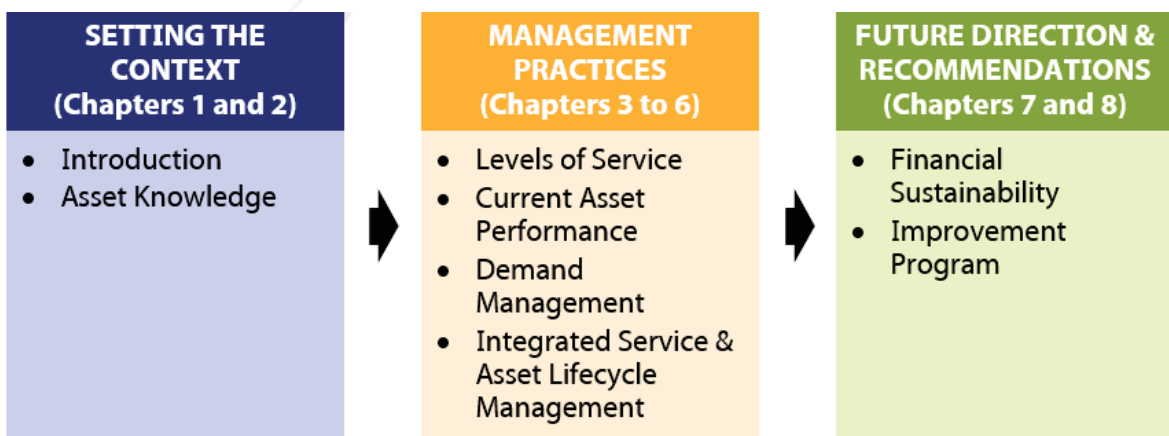 SETTING THE
CONTEXT
(Chapters 1 and 2)
• Introduction
• Asset Knowledge
MANAGEMENT
PRACTICES
(Chapters 3 to 6)
• Levels of Service
• Current Asset
Performance
• Demand
Management
• Integrated Service &
Asset Lifecycle
Management
FUTURE DIRECTION &
RECOMMENDATIONS
(Chapters 7 and 8)
• Financial
Sustainability
• Improvement
Program